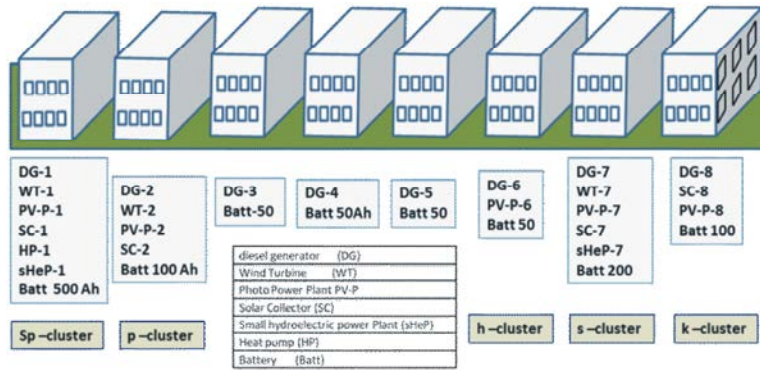 DG-1
WT-1
PV-P-1
SC-1
HP-1
sHeP-1
Batt 500 Ah
DG-2
WT-2
PV-P-2
SC-2
Batt 100 Ah
DG-3
Batt-50
DG-4
Batt 50Ah
DG-5
Batt 50
DG-6
PV-P-6
Batt 50
DG-7
WT-7
PV-P-7
SC-7
sHeP-7
Batt 200
DG-8
SC-8
PV-P-8
Batt 100
diesel generator (DG)
Wind Turbine (WT)
Photo Power Plant PV-P
Solar Collector (SC)
Small hydroelectric power Plant (sHeP)
Heat pump (HP)
Battery (Batt)
Sp –cluster
p –cluster
h –cluster
s –cluster
k –cluster